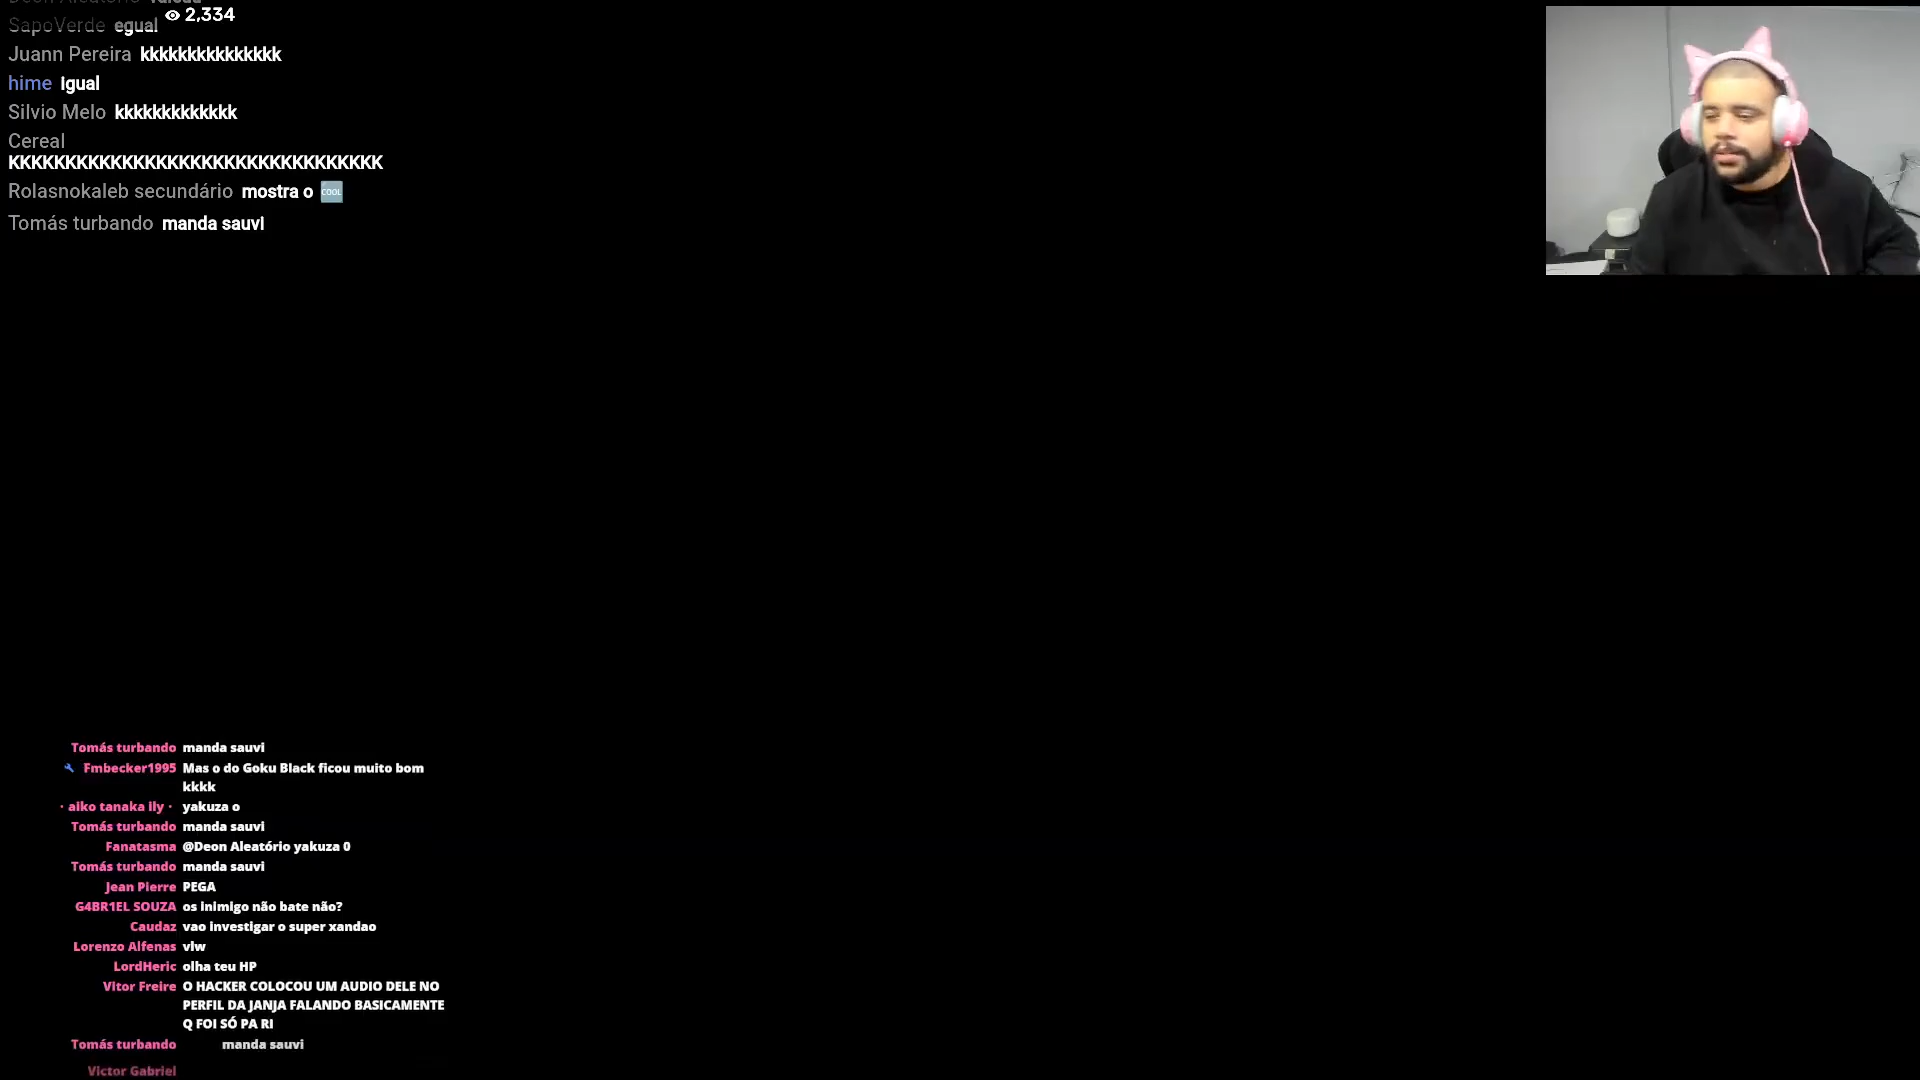 SapoVerde egual
2,334
Juann Pereira kkkkkkkkkkkkkkk
hime Igual
Silvio Melo kkkkkkkkkkkkk
Cereal
KKKKKKKKKKKKKKKKKKKKKKKKKKKKKKKKK
Rolasnokaleb secundário mostra o COOL
Tomás turbando manda sauvi
Tomás turbando manda sauvi
Fmbecker1995 Mas o do Goku Black ficou muito bom
kkkk
· aiko tanaka ily · yakuza o
Tomás turbando manda sauvi
Fanatasma @Deon Aleatório yakuza 0
Tomás turbando manda sauvi
Jean Pierre PEGA
G4BR1EL SOUZA os inimigo não bate não?
Caudaz vao investigar o super xandao
Lorenzo Alfenas vlw
LordHeric olha teu HP
Vitor Freire O HACKER COLOCOU UM AUDIO DELE NO
PERFIL DA JANJA FALANDO BASICAMENTE
Q FOI SÓ PA RI
Tomás turbando manda sauvi
Victor Gabriel